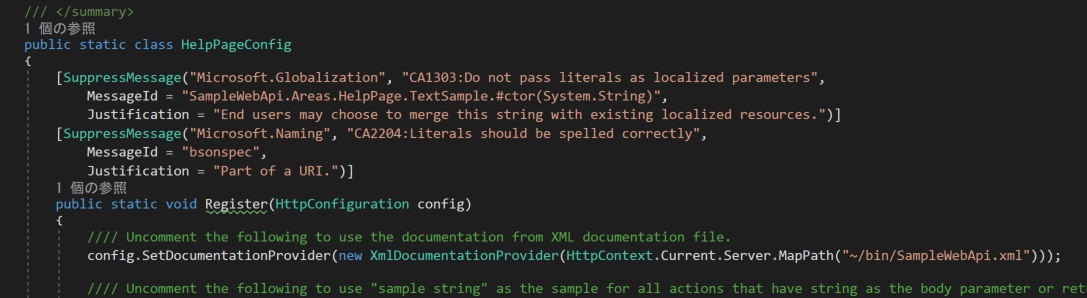 /// </summary>
1 個の参照
public static class HelpPageConfig
{
[SuppressMessage("Microsoft.Globalization", "CA1303:Do not pass literals as localized parameters",
MessageId = "SampleWebApi.Areas.HelpPage.TextSample.#ctor(System.String)",
Justification = "End users may choose to merge this string with existing localized resources.")]
[SuppressMessage("Microsoft.Naming", "CA2204:Literals should be spelled correctly",
MessageId = "bsonspec",
Justification = "Part of a URI.")]
1 個の参照
public static void Register(HttpConfiguration config)
{
//// Uncomment the following to use the documentation from XML documentation file.
config.SetDocumentationProvider(new XmlDocumentationProvider(HttpContext.Current.Server.MapPath("~/bin/SampleWebApi.xml")));
//// Uncomment the following to use "sample string" as the sample for all actions that have string as the body parameter or ret